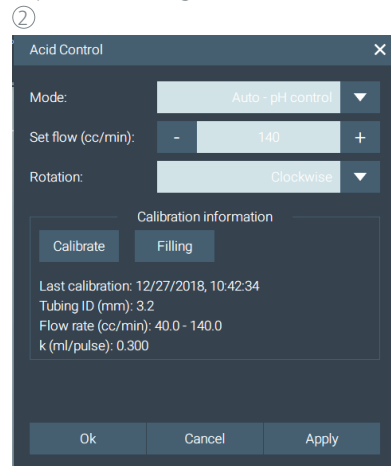 ②
Acid Control ×
Mode: Auto - pH control
Set flow (cc/min): - 140 +
Rotation: Clockwise
Calibration information
Calibrate Filling
Last calibration: 12/27/2018, 10:42:34
Tubing ID (mm): 3.2
Flow rate (cc/min): 40.0 - 140.0
k (ml/pulse): 0.300
Ok Cancel Apply